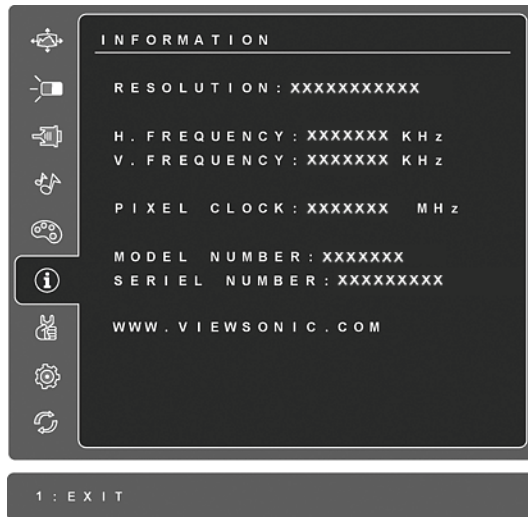 INFORMATION
RESOLUTION: XXXXXXXXXXX
H. FREQUENCY: XXXXXXX KHz
V. FREQUENCY: XXXXXXX KHz
PIXEL CLOCK: XXXXXXX MHz
MODEL NUMBER: XXXXXXX
SERIEL NUMBER: XXXXXXXXX
WWW.VIEWSONIC.COM
1:EXIT